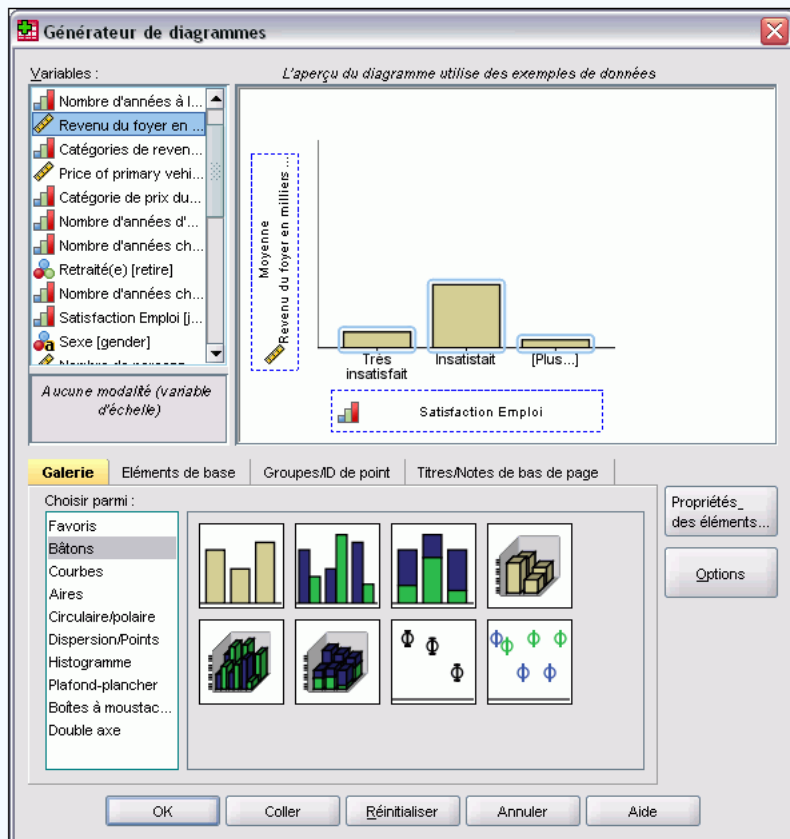 Générateur de diagrammes
Variables :
L'aperçu du diagramme utilise des exemples de données
Nombre d'années à l...
Revenu du foyer en ...
Catégories de reven...
Price of primary vehi...
Catégorie de prix du...
Nombre d'années d'...
Nombre d'années ch...
Retraité(e) [retire]
Nombre d'années ch...
Satisfaction Emploi [j...
Sexe [gender]
Aucune modalité (variable
d'échelle)
Moyenne
Revenu du foyer en milliers ...
Très
insatisfait
Insatistait
[Plus...]
Satisfaction Emploi
Galerie
Eléments de base
Groupes/ID de point
Titres/Notes de bas de page
Choisir parmi :
Favoris
Bâtons
Courbes
Aires
Circulaire/polaire
Dispersion/Points
Histogramme
Plafond-plancher
Boîtes à moustac...
Double axe
Propriétés_
des éléments...
Options
OK
Coller
Réinitialiser
Annuler
Aide